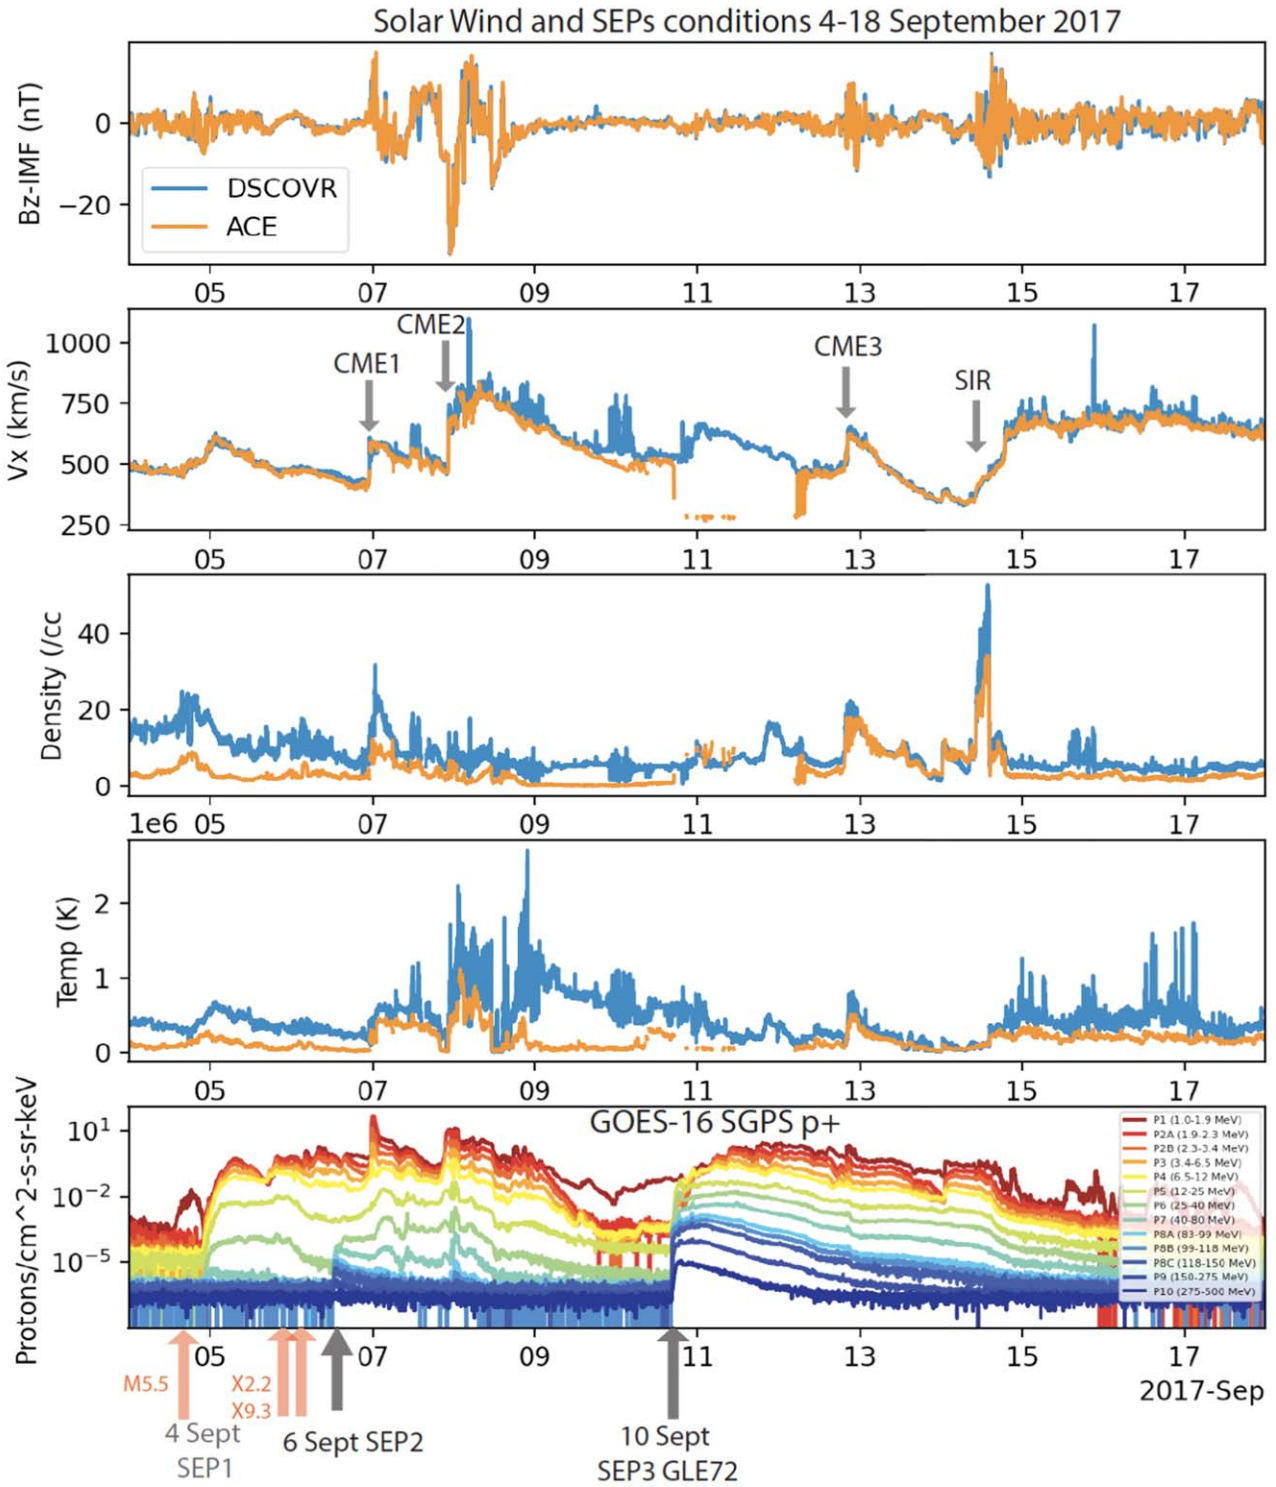 Solar Wind and SEPs conditions 4-18 September 2017
Bz-IMF (nT)
0
−20
DSCOVR
ACE
05 07 09 11 13 15 17
Vx (km/s)
1000
750
500
250
CME1
CME2
CME3
SIR
05 07 09 11 13 15 17
Density (/cc
40
20
0
1e6 05 07 09 11 13 15 17
Temp (K)
2
1
0
05 07 09 11 13 15 17
Protons/cm^2-s-sr-keV
10¹
10⁻²
10⁻⁵
GOES-16 SGPS p+
P1 (1.0-1.9 MeV)
P2A (1.9-2.3 MeV)
P2B (2.3-3.4 MeV)
P3 (3.4-6.5 MeV)
P4 (6.5-12 MeV)
P5 (12-25 MeV)
P6 (25-40 MeV)
P7 (40-80 MeV)
P8A (83-99 MeV)
P8B (99-118 MeV)
P8C (118-150 MeV)
P9 (150-275 MeV)
P10 (275-500 MeV)
05 07 09 11 13 15 17
2017-Sep
M5.5
X2.2
X9.3
4 Sept
SEP1
6 Sept SEP2
10 Sept
SEP3 GLE72